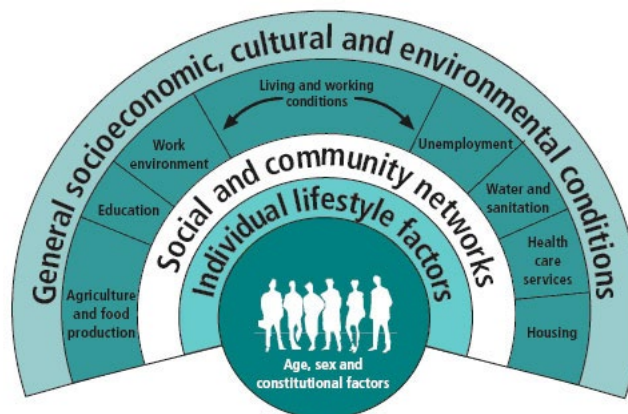 General socioeconomic, cultural and environmental conditions
Living and working
conditions
Work
environment
Unemployment
Education
Water and
sanitation
Agriculture
and food
production
Health
care
services
Housing
Social and community networks
Individual lifestyle factors
Age, sex and
constitutional factors